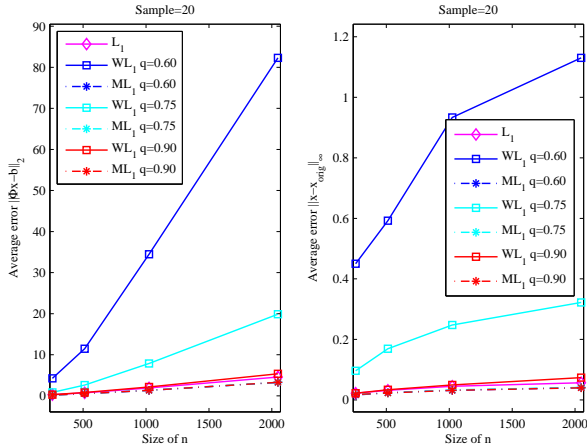 Sample=20
Average error ||Φx−b||₂
90
80
70
60
50
40
30
20
10
0
L₁
WL₁ q=0.60
ML₁ q=0.60
WL₁ q=0.75
ML₁ q=0.75
WL₁ q=0.90
ML₁ q=0.90
500 1000 1500 2000
Size of n
Sample=20
Average error ||x−x_orig||∞
1.2
1
0.8
0.6
0.4
0.2
0
L₁
WL₁ q=0.60
ML₁ q=0.60
WL₁ q=0.75
ML₁ q=0.75
WL₁ q=0.90
ML₁ q=0.90
500 1000 1500 2000
Size of n